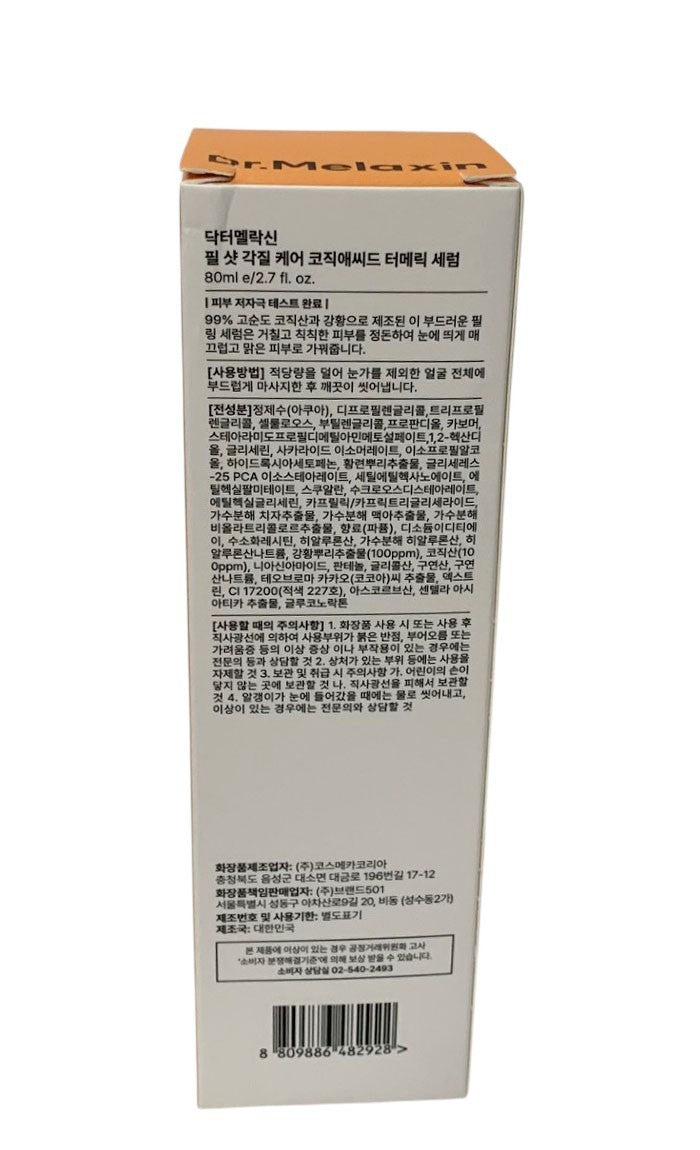 Dr.Melaxin
닥터멜락신
필 샷 각질 케어 코직애씨드 터메릭 세럼
80ml e/2.7 fl. oz.
| 피부 저자극 테스트 완료 |
99% 고순도 코직산과 강황으로 제조된 이 부드러운 필
링 세럼은 거칠고 칙칙한 피부를 정돈하여 눈에 띄게 매
끄럽고 맑은 피부로 가꿔줍니다.
[사용방법] 적당량을 덜어 눈가를 제외한 얼굴 전체에
부드럽게 마사지한 후 깨끗이 씻어냅니다.
[전성분]정제수(아쿠아), 디프로필렌글리콜,트리프로필
렌글리콜, 셀룰로오스, 부틸렌글리콜,프로판디올, 카보머,
스테아라미도프로필디메틸아민메토설페이트,1,2-헥산디
올, 글리세린, 사카라이드 이소머레이트, 이소프로필알코
올, 하이드록시아세토페논, 황련뿌리추출물, 글리세레스
-25 PCA 이소스테아레이트, 세틸에틸헥사노에이트, 에
틸헥실팔미테이트, 스쿠알란, 수크로오스디스테아레이트,
에틸헥실글리세린, 카프릴릭/카프릭트리글리세라이드,
가수분해 치자추출물, 가수분해 맥아추출물, 가수분해
비올라트리콜로르추출물, 향료(파퓸), 디소듐이디티에
이, 수소화레시틴, 히알루론산, 가수분해 히알루론산, 히
알루론산나트륨, 강황뿌리추출물(100ppm), 코직산(10
0ppm), 니아신아마이드, 판테놀, 글리콜산, 구연산, 구연
산나트륨, 테오브로마 카카오(코코아)씨 추출물, 덱스트
린, CI 17200(적색 227호), 아스코르브산, 센텔라 아시
아티카 추출물, 글루코노락톤
[사용할 때의 주의사항] 1. 화장품 사용 시 또는 사용 후
직사광선에 의하여 사용부위가 붉은 반점, 부어오름 또는
가려움증 등의 이상 증상 이나 부작용이 있는 경우에는
전문의 등과 상담할 것 2. 상처가 있는 부위 등에는 사용을
자제할 것 3. 보관 및 취급 시 주의사항 가. 어린이의 손이
닿지 않는 곳에 보관할 것 나. 직사광선을 피해서 보관할
것 4. 알갱이가 눈에 들어갔을 때에는 물로 씻어내고,
이상이 있는 경우에는 전문의와 상담할 것
화장품제조업자: (주)코스메카코리아
충청북도 음성군 대소면 대금로 196번길 17-12
화장품책임판매업자: (주)브랜드501
서울특별시 성동구 아차산로9길 20, 비동 (성수동2가)
제조번호 및 사용기한: 별도표기
제조국: 대한민국
본 제품에 이상이 있는 경우 공정거래위원회 고시
'소비자 분쟁해결기준'에 의해 보상 받을 수 있습니다.
소비자 상담실 02-540-2493
8 809886 482928 >